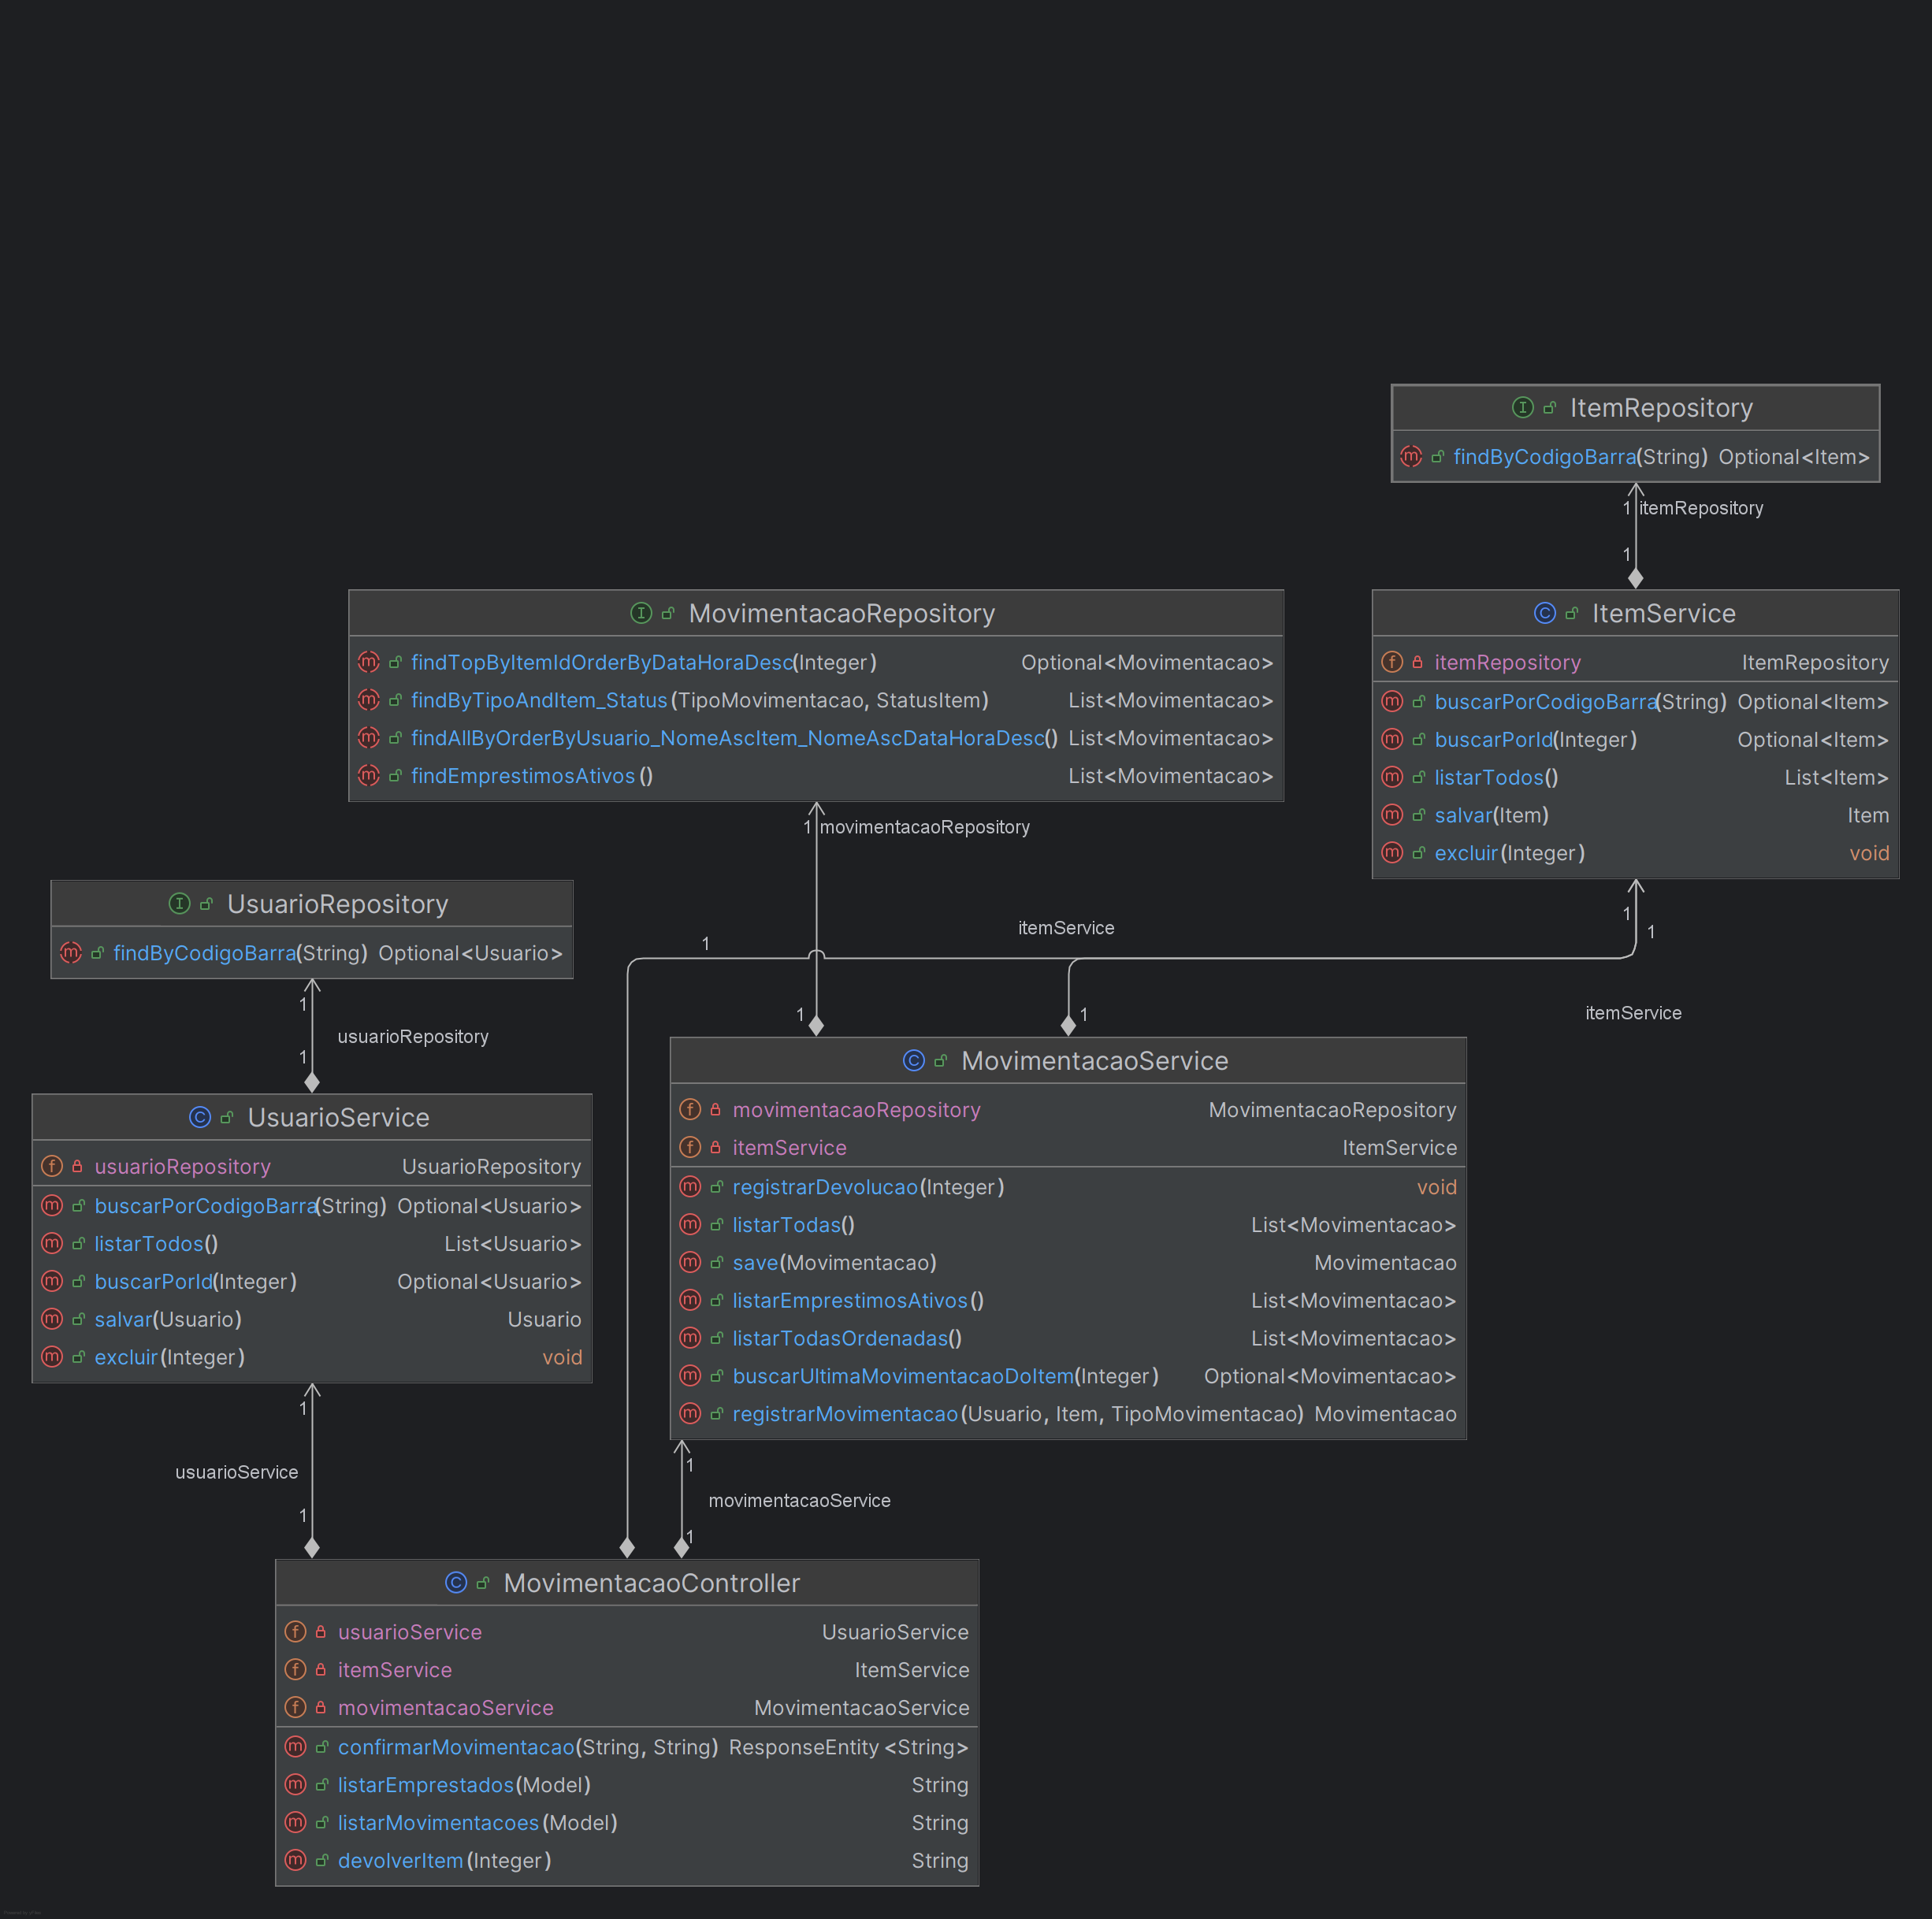 ItemRepository
findByCodigoBarra(String) Optional<Item>
1 itemRepository
1
MovimentacaoRepository
findTopByItemIdOrderByDataHoraDesc(Integer) Optional<Movimentacao>
findByTipoAndItem_Status(TipoMovimentacao, StatusItem) List<Movimentacao>
findAllByOrderByUsuario_NomeAscItem_NomeAscDataHoraDesc() List<Movimentacao>
findEmprestimosAtivos() List<Movimentacao>
ItemService
itemRepository ItemRepository
buscarPorCodigoBarra(String) Optional<Item>
buscarPorId(Integer) Optional<Item>
listarTodos() List<Item>
salvar(Item) Item
excluir(Integer) void
1 movimentacaoRepository
UsuarioRepository
findByCodigoBarra(String) Optional<Usuario>
1
itemService
1
1
1
usuarioRepository
1
1
1
itemService
UsuarioService
usuarioRepository UsuarioRepository
buscarPorCodigoBarra(String) Optional<Usuario>
listarTodos() List<Usuario>
buscarPorId(Integer) Optional<Usuario>
salvar(Usuario) Usuario
excluir(Integer) void
MovimentacaoService
movimentacaoRepository MovimentacaoRepository
itemService ItemService
registrarDevolucao(Integer) void
listarTodas() List<Movimentacao>
save(Movimentacao) Movimentacao
listarEmprestimosAtivos() List<Movimentacao>
listarTodasOrdenadas() List<Movimentacao>
buscarUltimaMovimentacaoDoItem(Integer) Optional<Movimentacao>
registrarMovimentacao(Usuario, Item, TipoMovimentacao) Movimentacao
1
usuarioService
1
1
movimentacaoService
1
MovimentacaoController
usuarioService UsuarioService
itemService ItemService
movimentacaoService MovimentacaoService
confirmarMovimentacao(String, String) ResponseEntity<String>
listarEmprestados(Model) String
listarMovimentacoes(Model) String
devolverItem(Integer) String